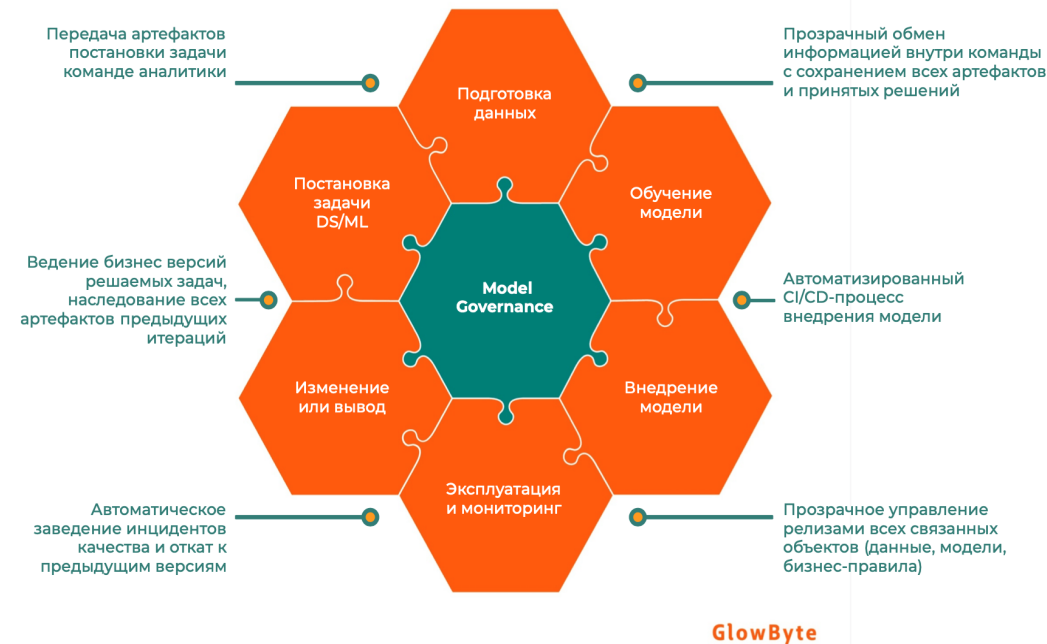 Передача артефактов
постановки задачи
команде аналитики
Прозрачный обмен
информацией внутри команды
с сохранением всех артефактов
и принятых решений
Подготовка
данных
Постановка
задачи
DS/ML
Обучение
модели
Ведение бизнес версий
решаемых задач,
наследование всех
артефактов предыдущих
итераций
Model
Governance
Автоматизированный
CI/CD-процесс
внедрения модели
Изменение
или вывод
Внедрение
модели
Эксплуатация
и мониторинг
Автоматическое
заведение инцидентов
качества и откат к
предыдущим версиям
Прозрачное управление
релизами всех связанных
объектов (данные, модели,
бизнес-правила)
GlowByte